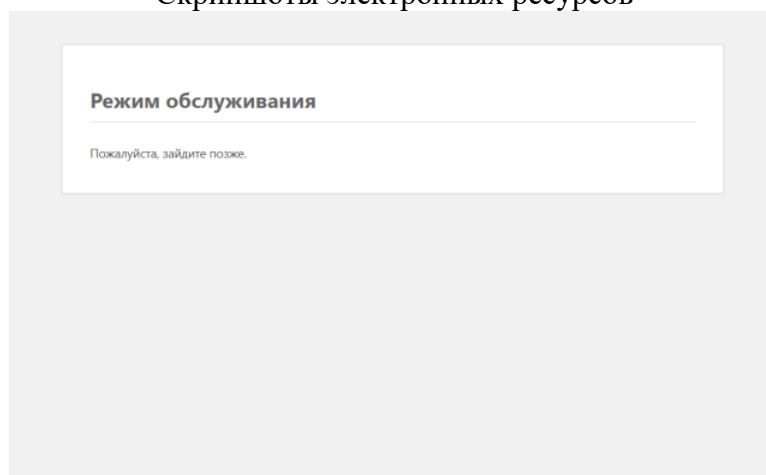 Скриншоты электронных ресурсов
Режим обслуживания
Пожалуйста, зайдите позже.